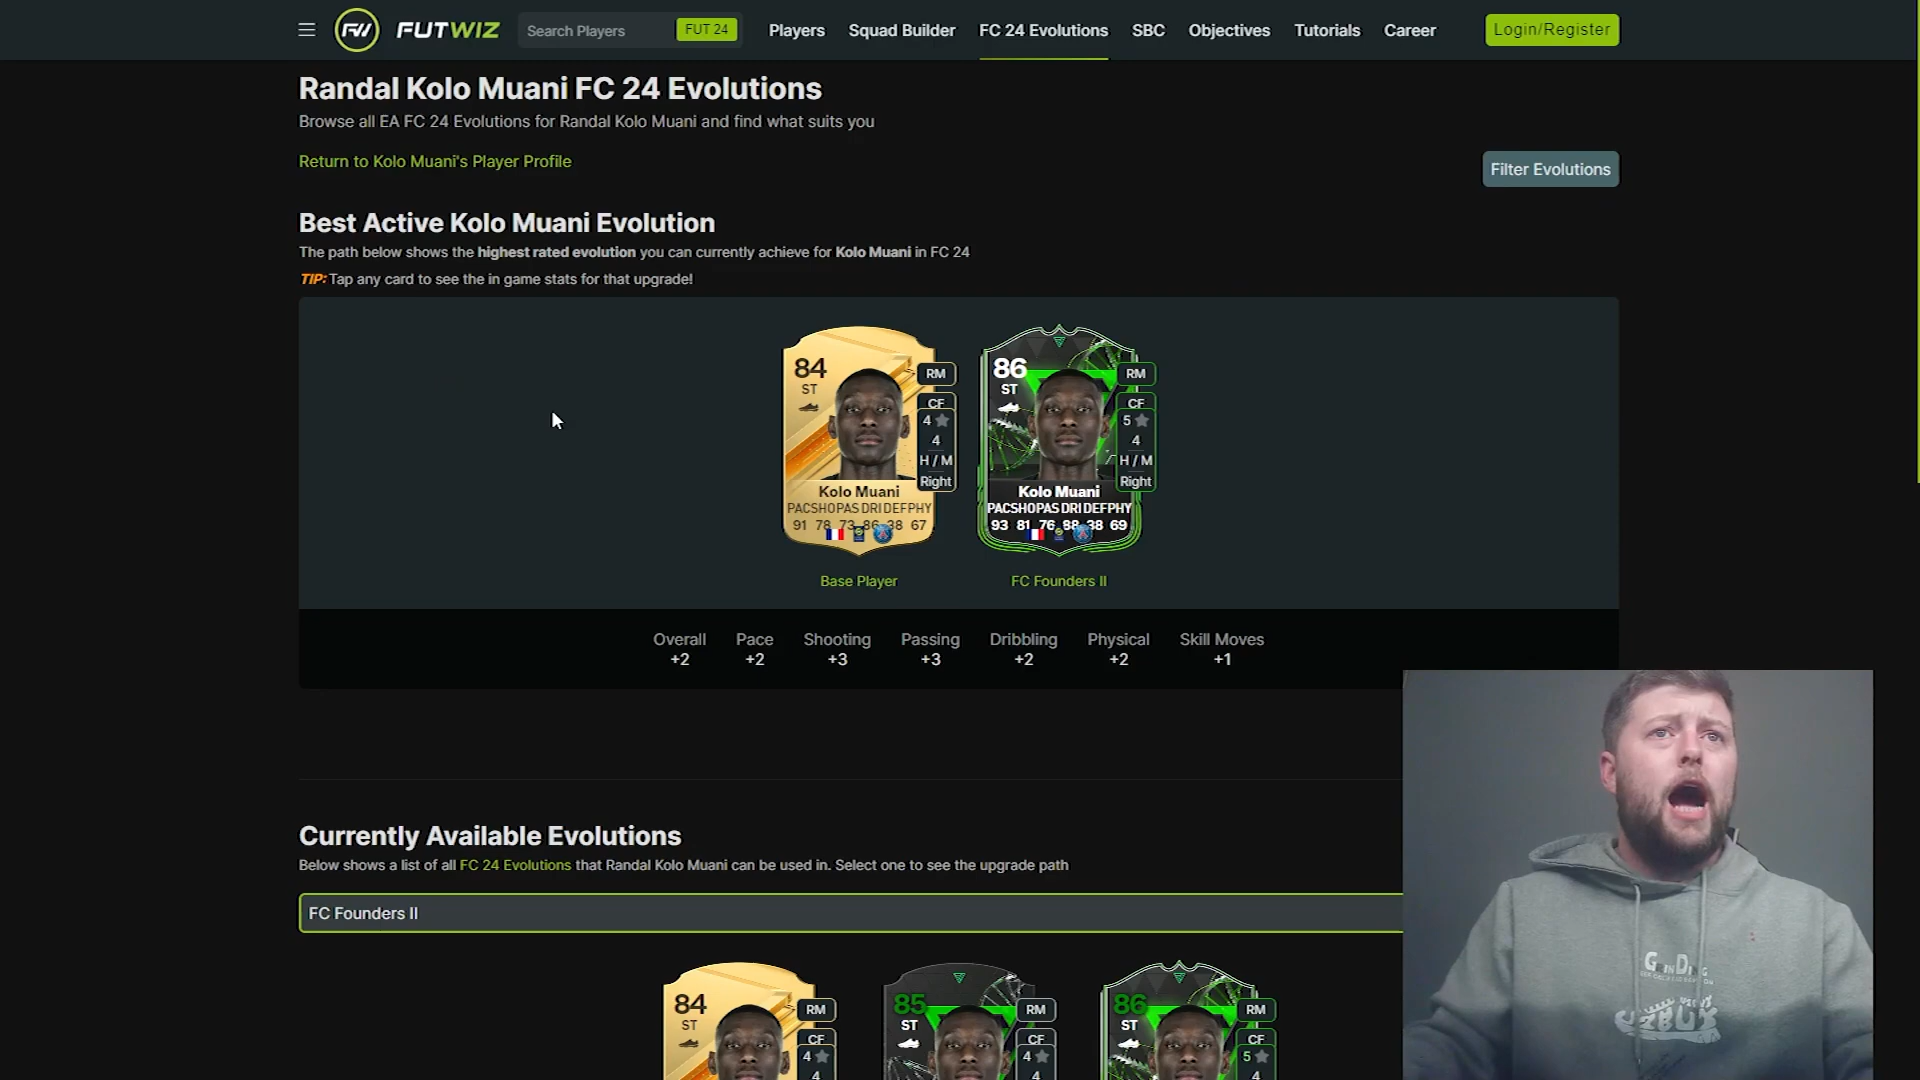 FUTWIZ
Search Players
FUT 24
Players
Squad Builder
FC 24 Evolutions
SBC
Objectives
Tutorials
Career
Login/Register
Randal Kolo Muani FC 24 Evolutions
Browse all EA FC 24 Evolutions for Randal Kolo Muani and find what suits you
Return to Kolo Muani's Player Profile
Filter Evolutions
Best Active Kolo Muani Evolution
The path below shows the highest rated evolution you can currently achieve for Kolo Muani in FC 24
TIP: Tap any card to see the in game stats for that upgrade!
84
ST
RM
CF
4
4
H / M
Right
Kolo Muani
PAC SHO PAS DRI DEF PHY
91 78 73 86 38 67
Base Player
86
ST
RM
CF
5
4
H / M
Right
Kolo Muani
PAC SHO PAS DRI DEF PHY
93 81 76 88 38 69
FC Founders II
Overall Pace Shooting Passing Dribbling Physical Skill Moves
+2 +2 +3 +3 +2 +2 +1
Currently Available Evolutions
Below shows a list of all FC 24 Evolutions that Randal Kolo Muani can be used in. Select one to see the upgrade path
FC Founders II
84
ST
RM
CF
4
4
85
ST
RM
CF
4
4
86
ST
RM
CF
5
4